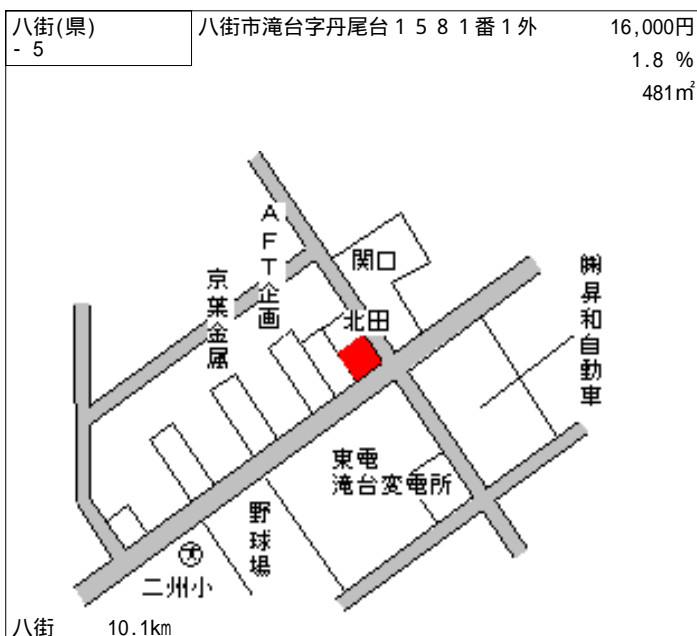 八街(県)
- 5
八街市滝台字丹尾台１５８１番１外
16,000円
1.8 %
481㎡
ＡＦＴ企画
京葉金属
関口
北田
㈱昇和自動車
東電
滝台変電所
野球場
文
二州小
八街 10.1km